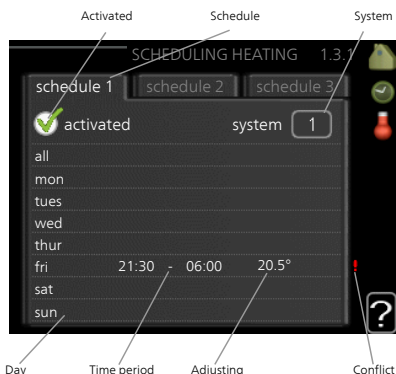 Activated Schedule System
SCHEDULING HEATING 1.3.1
schedule 1 schedule 2 schedule 3
activated system 1
all
mon
tues
wed
thur
fri 21:30 - 06:00 20.5° !
sat
sun
?
Day Time period Adjusting Conflict